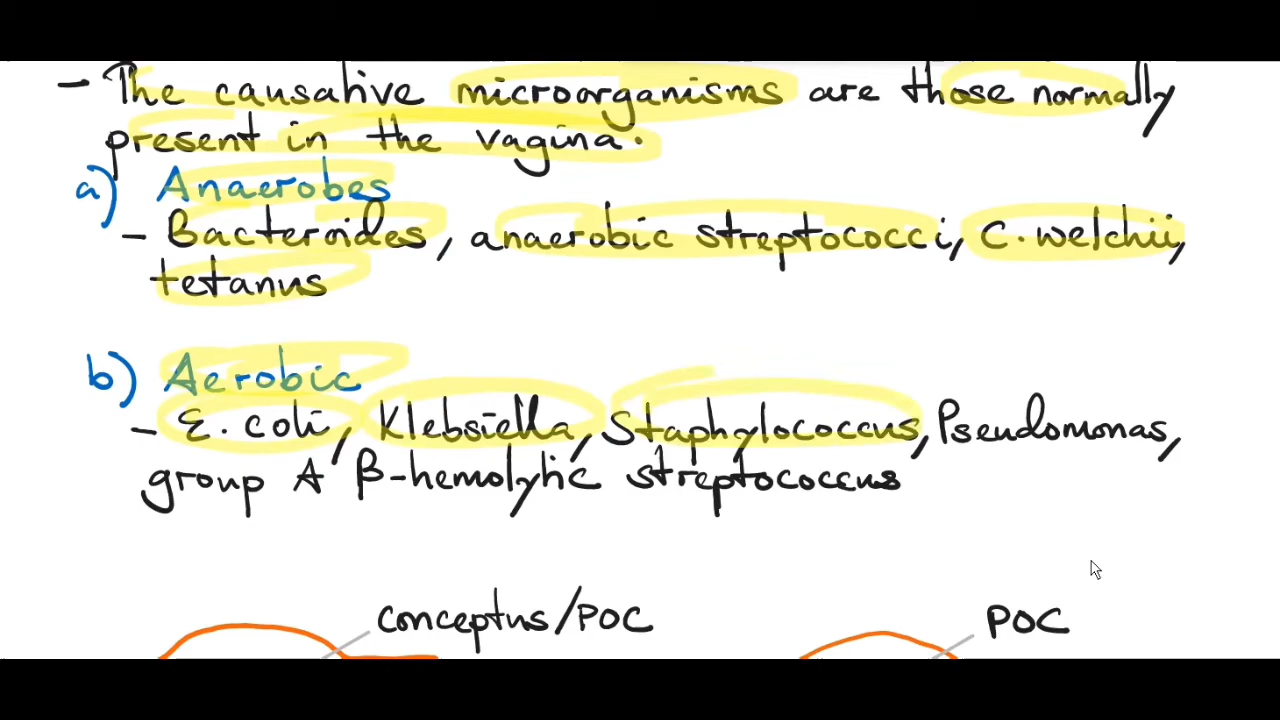 - The causative microorganisms are those normally
present in the vagina.
a) Anaerobes
- Bacteroides, anaerobic streptococci, C. welchii,
tetanus
b) Aerobic
- E. coli, Klebsiella, Staphylococcus, Pseudomonas,
group A β-hemolytic streptococcus
conceptus/POC
POC